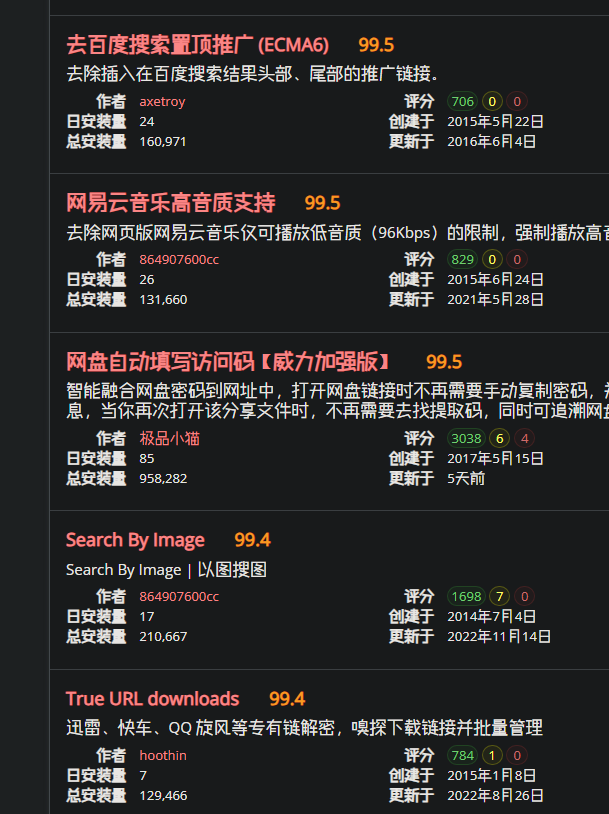 去百度搜索置顶推广 (ECMA6) 99.5
去除插入在百度搜索结果头部、尾部的推广链接。
作者 axetroy 评分 706 0 0
日安装量 24 创建于 2015年5月22日
总安装量 160,971 更新于 2016年6月4日
网易云音乐高音质支持 99.5
去除网页版网易云音乐仅可播放低音质（96Kbps）的限制，强制播放高音
作者 864907600cc 评分 829 0 0
日安装量 26 创建于 2015年6月24日
总安装量 131,660 更新于 2021年5月28日
网盘自动填写访问码【威力加强版】 99.5
智能融合网盘密码到网址中，打开网盘链接时不再需要手动复制密码，并
息，当你再次打开该分享文件时，不再需要去找提取码，同时可追溯网盘
作者 极品小猫 评分 3038 6 4
日安装量 85 创建于 2017年5月15日
总安装量 958,282 更新于 5天前
Search By Image 99.4
Search By Image | 以图搜图
作者 864907600cc 评分 1698 7 0
日安装量 17 创建于 2014年7月4日
总安装量 210,667 更新于 2022年11月14日
True URL downloads 99.4
迅雷、快车、QQ 旋风等专有链解密，嗅探下载链接并批量管理
作者 hoothin 评分 784 1 0
日安装量 7 创建于 2015年1月8日
总安装量 129,466 更新于 2022年8月26日